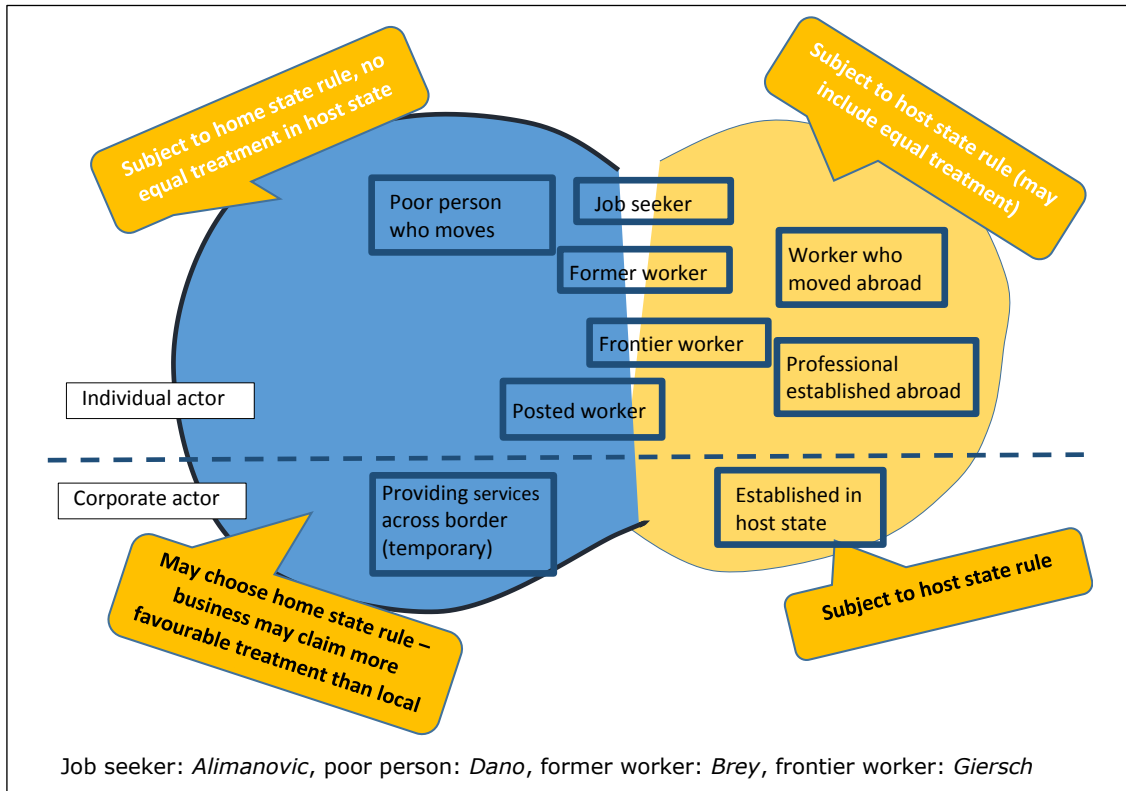 Subject to home state rule, no
equal treatment in host state
Subject to host state rule (may
include equal treatment)
Poor person
who moves
Job seeker
Former worker
Worker who
moved abroad
Frontier worker
Professional
established abroad
Individual actor
Posted worker
Corporate actor
Providing services
across border
(temporary)
Established in
host state
May choose home state rule –
business may claim more
favourable treatment than local
Subject to host state rule
Job seeker: Alimanovic, poor person: Dano, former worker: Brey, frontier worker: Giersch